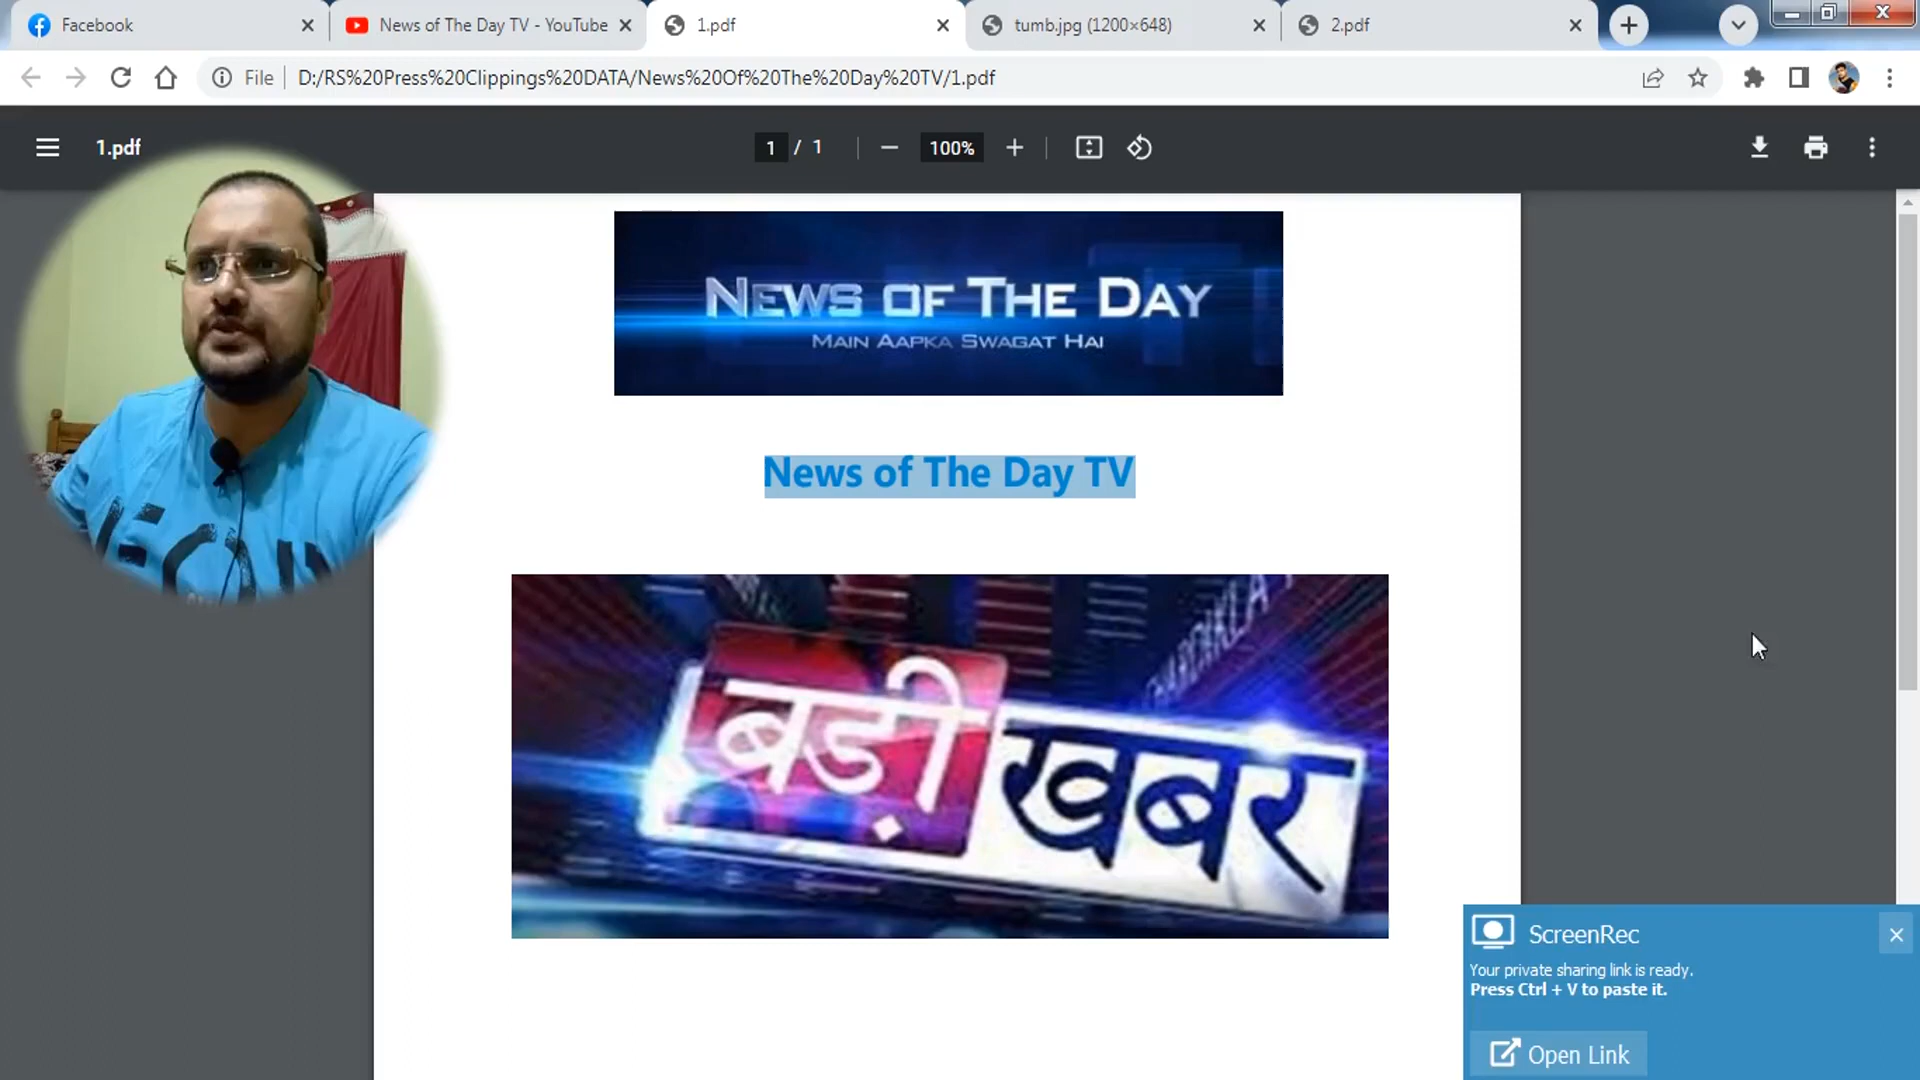 Facebook
News of The Day TV - YouTube
1.pdf
tumb.jpg (1200×648)
2.pdf
File
D:/RS%20Press%20Clippings%20DATA/News%20Of%20The%20Day%20TV/1.pdf
1.pdf
1 / 1
100%
NEWS OF THE DAY
MAIN AAPKA SWAGAT HAI
News of The Day TV
CHARDIKLA
बड़ी खबर
ScreenRec
Your private sharing link is ready.
Press Ctrl + V to paste it.
Open Link